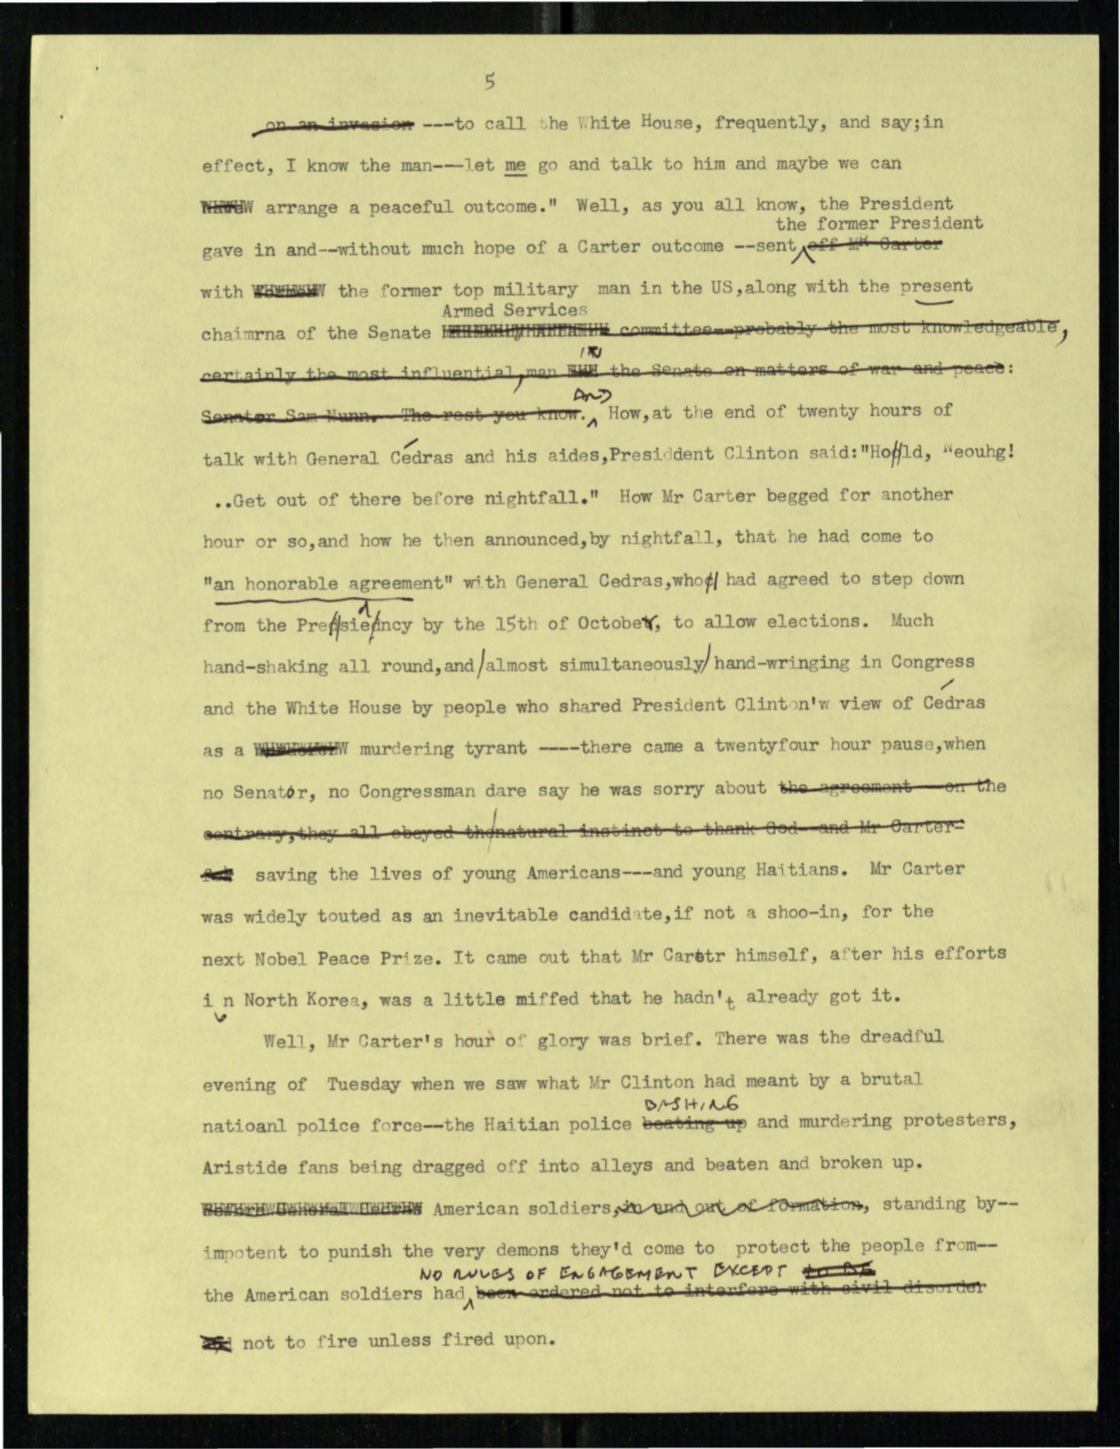 5
on an invasion ---to call the White House, frequently, and say;in
effect, I know the man---let me go and talk to him and maybe we can
arrange a peaceful outcome." Well, as you all know, the President
the former President
gave in and--without much hope of a Carter outcome --sent off Mr Carter
with the former top military man in the US,along with the present
Armed Services
chaimrna of the Senate committee--probably the most knowledgeable,
IN
certainly the most influential,man the Senate on matters of war and peace:
AND
Senator Sam Nunn. The rest you know. How,at the end of twenty hours of
talk with General Cédras and his aides,Presiddent Clinton said:"Hold, "eouhg!
..Get out of there before nightfall." How Mr Carter begged for another
hour or so,and how he then announced,by nightfall, that he had come to
"an honorable agreement" with General Cedras,who had agreed to step down
d
from the Presiency by the 15th of October, to allow elections. Much
hand-shaking all round,and/almost simultaneously/hand-wringing in Congress
and the White House by people who shared President Clinton'w view of Cédras
as a murdering tyrant ----there came a twentyfour hour pause,when
no Senator, no Congressman dare say he was sorry about the agreement--on the
contrary,they all obeyed the natural instinct to thank God--and Mr Carter-
for saving the lives of young Americans---and young Haitians. Mr Carter
was widely touted as an inevitable candidate,if not a shoo-in, for the
next Nobel Peace Prize. It came out that Mr Caretr himself, after his efforts
i n North Korea, was a little miffed that he hadn't already got it.
Well, Mr Carter's hour of glory was brief. There was the dreadful
evening of Tuesday when we saw what Mr Clinton had meant by a brutal
BASHING
natioanl police force--the Haitian police beating up and murdering protesters,
Aristide fans being dragged off into alleys and beaten and broken up.
American soldiers,in and out of formation, standing by--
impotent to punish the very demons they'd come to protect the people from--
NO RULES OF ENGAGEMENT EXCEPT to BE
the American soldiers had been ordered not to interfere with civil disorder
not to fire unless fired upon.